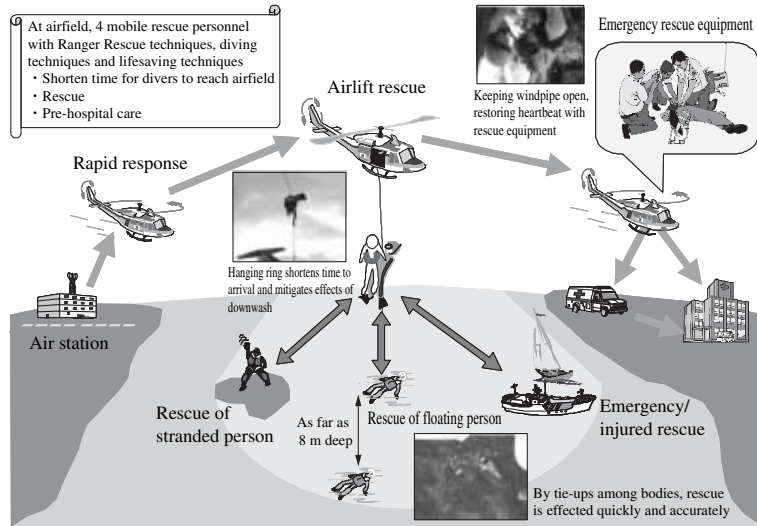 At airfield, 4 mobile rescue personnel
with Ranger Rescue techniques, diving
techniques and lifesaving techniques
・Shorten time for divers to reach airfield
・Rescue
・Pre-hospital care
Emergency rescue equipment
Airlift rescue
Keeping windpipe open,
restoring heartbeat with
rescue equipment
Rapid response
Hanging ring shortens time to
arrival and mitigates effects of
downwash
Air station
Rescue of
stranded person
As far as
8 m deep
Rescue of floating person
Emergency/
injured rescue
By tie-ups among bodies, rescue
is effected quickly and accurately